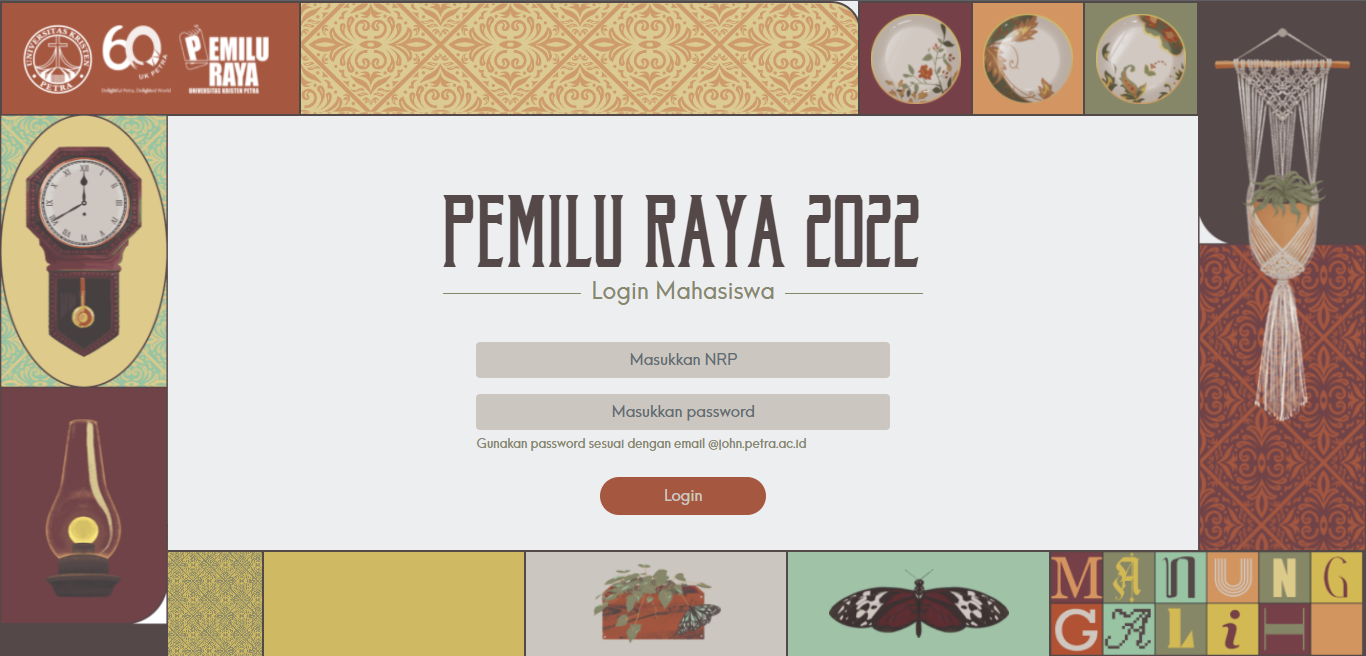 UNIVERSITAS KRISTEN PETRA
60
UK PETRA
Delightful Petra, Delighted World
PEMILU
RAYA
UNIVERSITAS KRISTEN PETRA
PEMILU RAYA 2022
Login Mahasiswa
Masukkan NRP
Masukkan password
Gunakan password sesuai dengan email @john.petra.ac.id
Login
MANUNG
GALIH